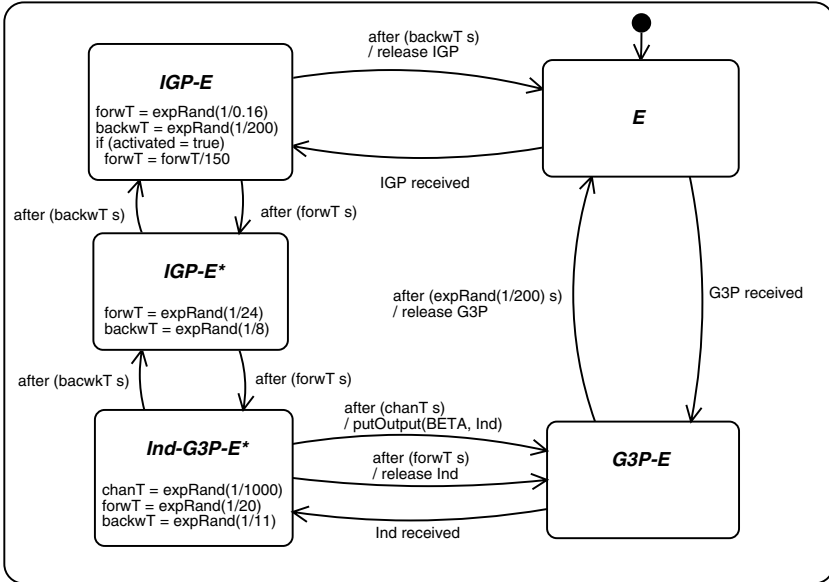 after (backwT s)
/ release IGP
IGP-E
forwT = expRand(1/0.16)
backwT = expRand(1/200)
if (activated = true)
forwT = forwT/150
E
IGP received
after (backwT s)
after (forwT s)
IGP-E*
forwT = expRand(1/24)
backwT = expRand(1/8)
after (expRand(1/200) s)
/ release G3P
G3P received
after (bacwkT s)
after (forwT s)
Ind-G3P-E*
chanT = expRand(1/1000)
forwT = expRand(1/20)
backwT = expRand(1/11)
after (chanT s)
/ putOutput(BETA, Ind)
after (forwT s)
/ release Ind
Ind received
G3P-E